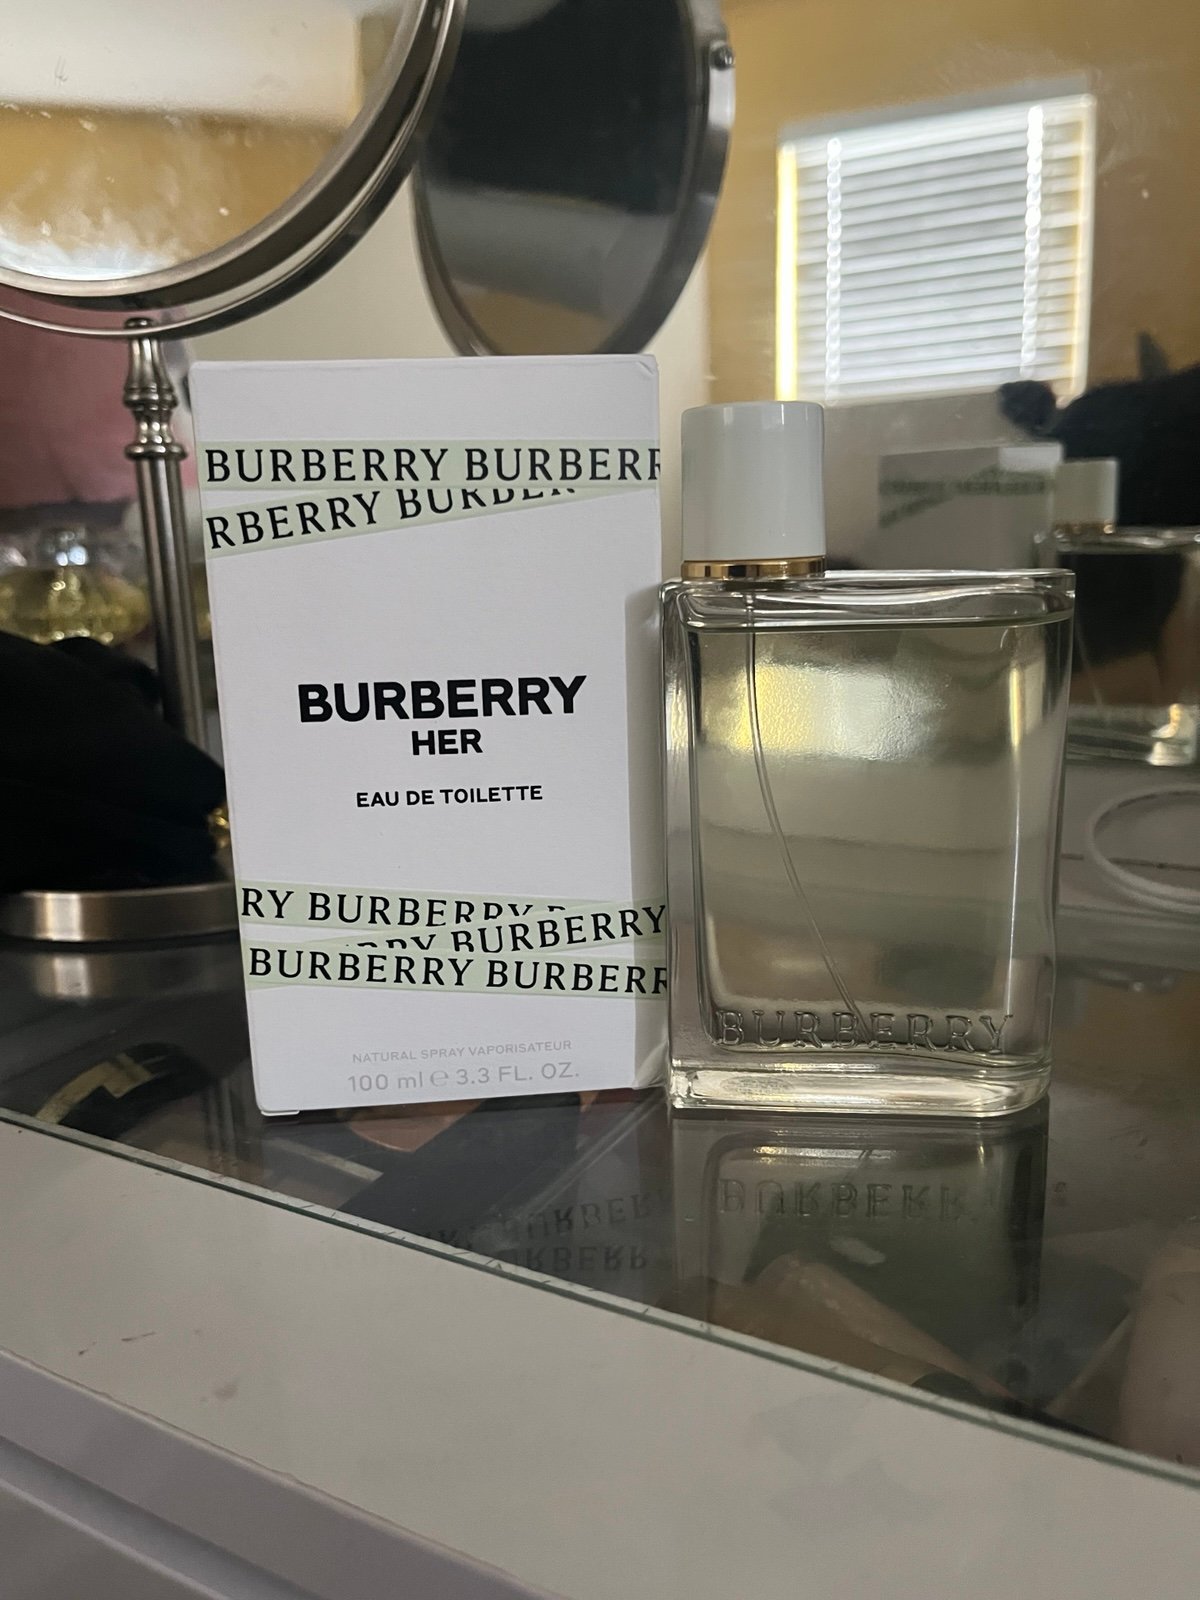 BURBERRY BURBERR
RBERRY BURBER
BURBERRY
HER
EAU DE TOILETTE
RY BURBERRY B
RRY BURBERRY
BURBERRY BURBERR
NATURAL SPRAY VAPORISATEUR
100 ml ℮ 3.3 FL. OZ.
BURBERRY